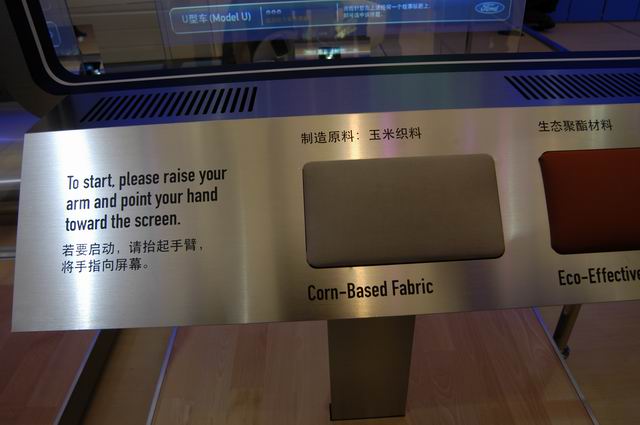 U型车 (Model U)
Ford
制造原料：玉米织料
生态聚酯材料
To start, please raise your
arm and point your hand
toward the screen.
若要启动，请抬起手臂，
将手指向屏幕。
Corn-Based Fabric
Eco-Effective